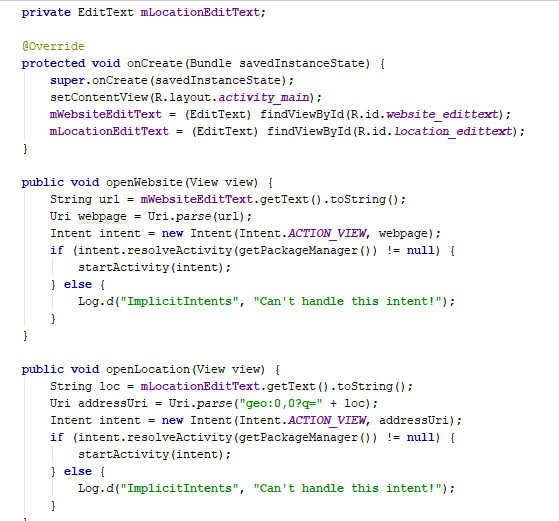 private EditText mLocationEditText;
@Override
protected void onCreate(Bundle savedInstanceState) {
super.onCreate(savedInstanceState);
setContentView(R.layout.activity_main);
mWebsiteEditText = (EditText) findViewById(R.id.website_edittext);
mLocationEditText = (EditText) findViewById(R.id.Location_edittext);
}
public void openWebsite(View view) {
String url = mWebsiteEditText.getText().toString();
Uri webpage = Uri.parse(url);
Intent intent = new Intent(Intent.ACTION_VIEW, webpage);
if (intent.resolveActivity(getPackageManager()) != null) {
startActivity(intent);
} else {
Log.d("ImplicitIntents", "Can't handle this intent!");
}
}
public void openLocation(View view) {
String loc = mLocationEditText.getText().toString();
Uri addressUri = Uri.parse("geo:0,0?q=" + loc);
Intent intent = new Intent(Intent.ACTION_VIEW, addressUri);
if (intent.resolveActivity(getPackageManager()) != null) {
startActivity(intent);
} else {
Log.d("ImplicitIntents", "Can't handle this intent!");
}
}